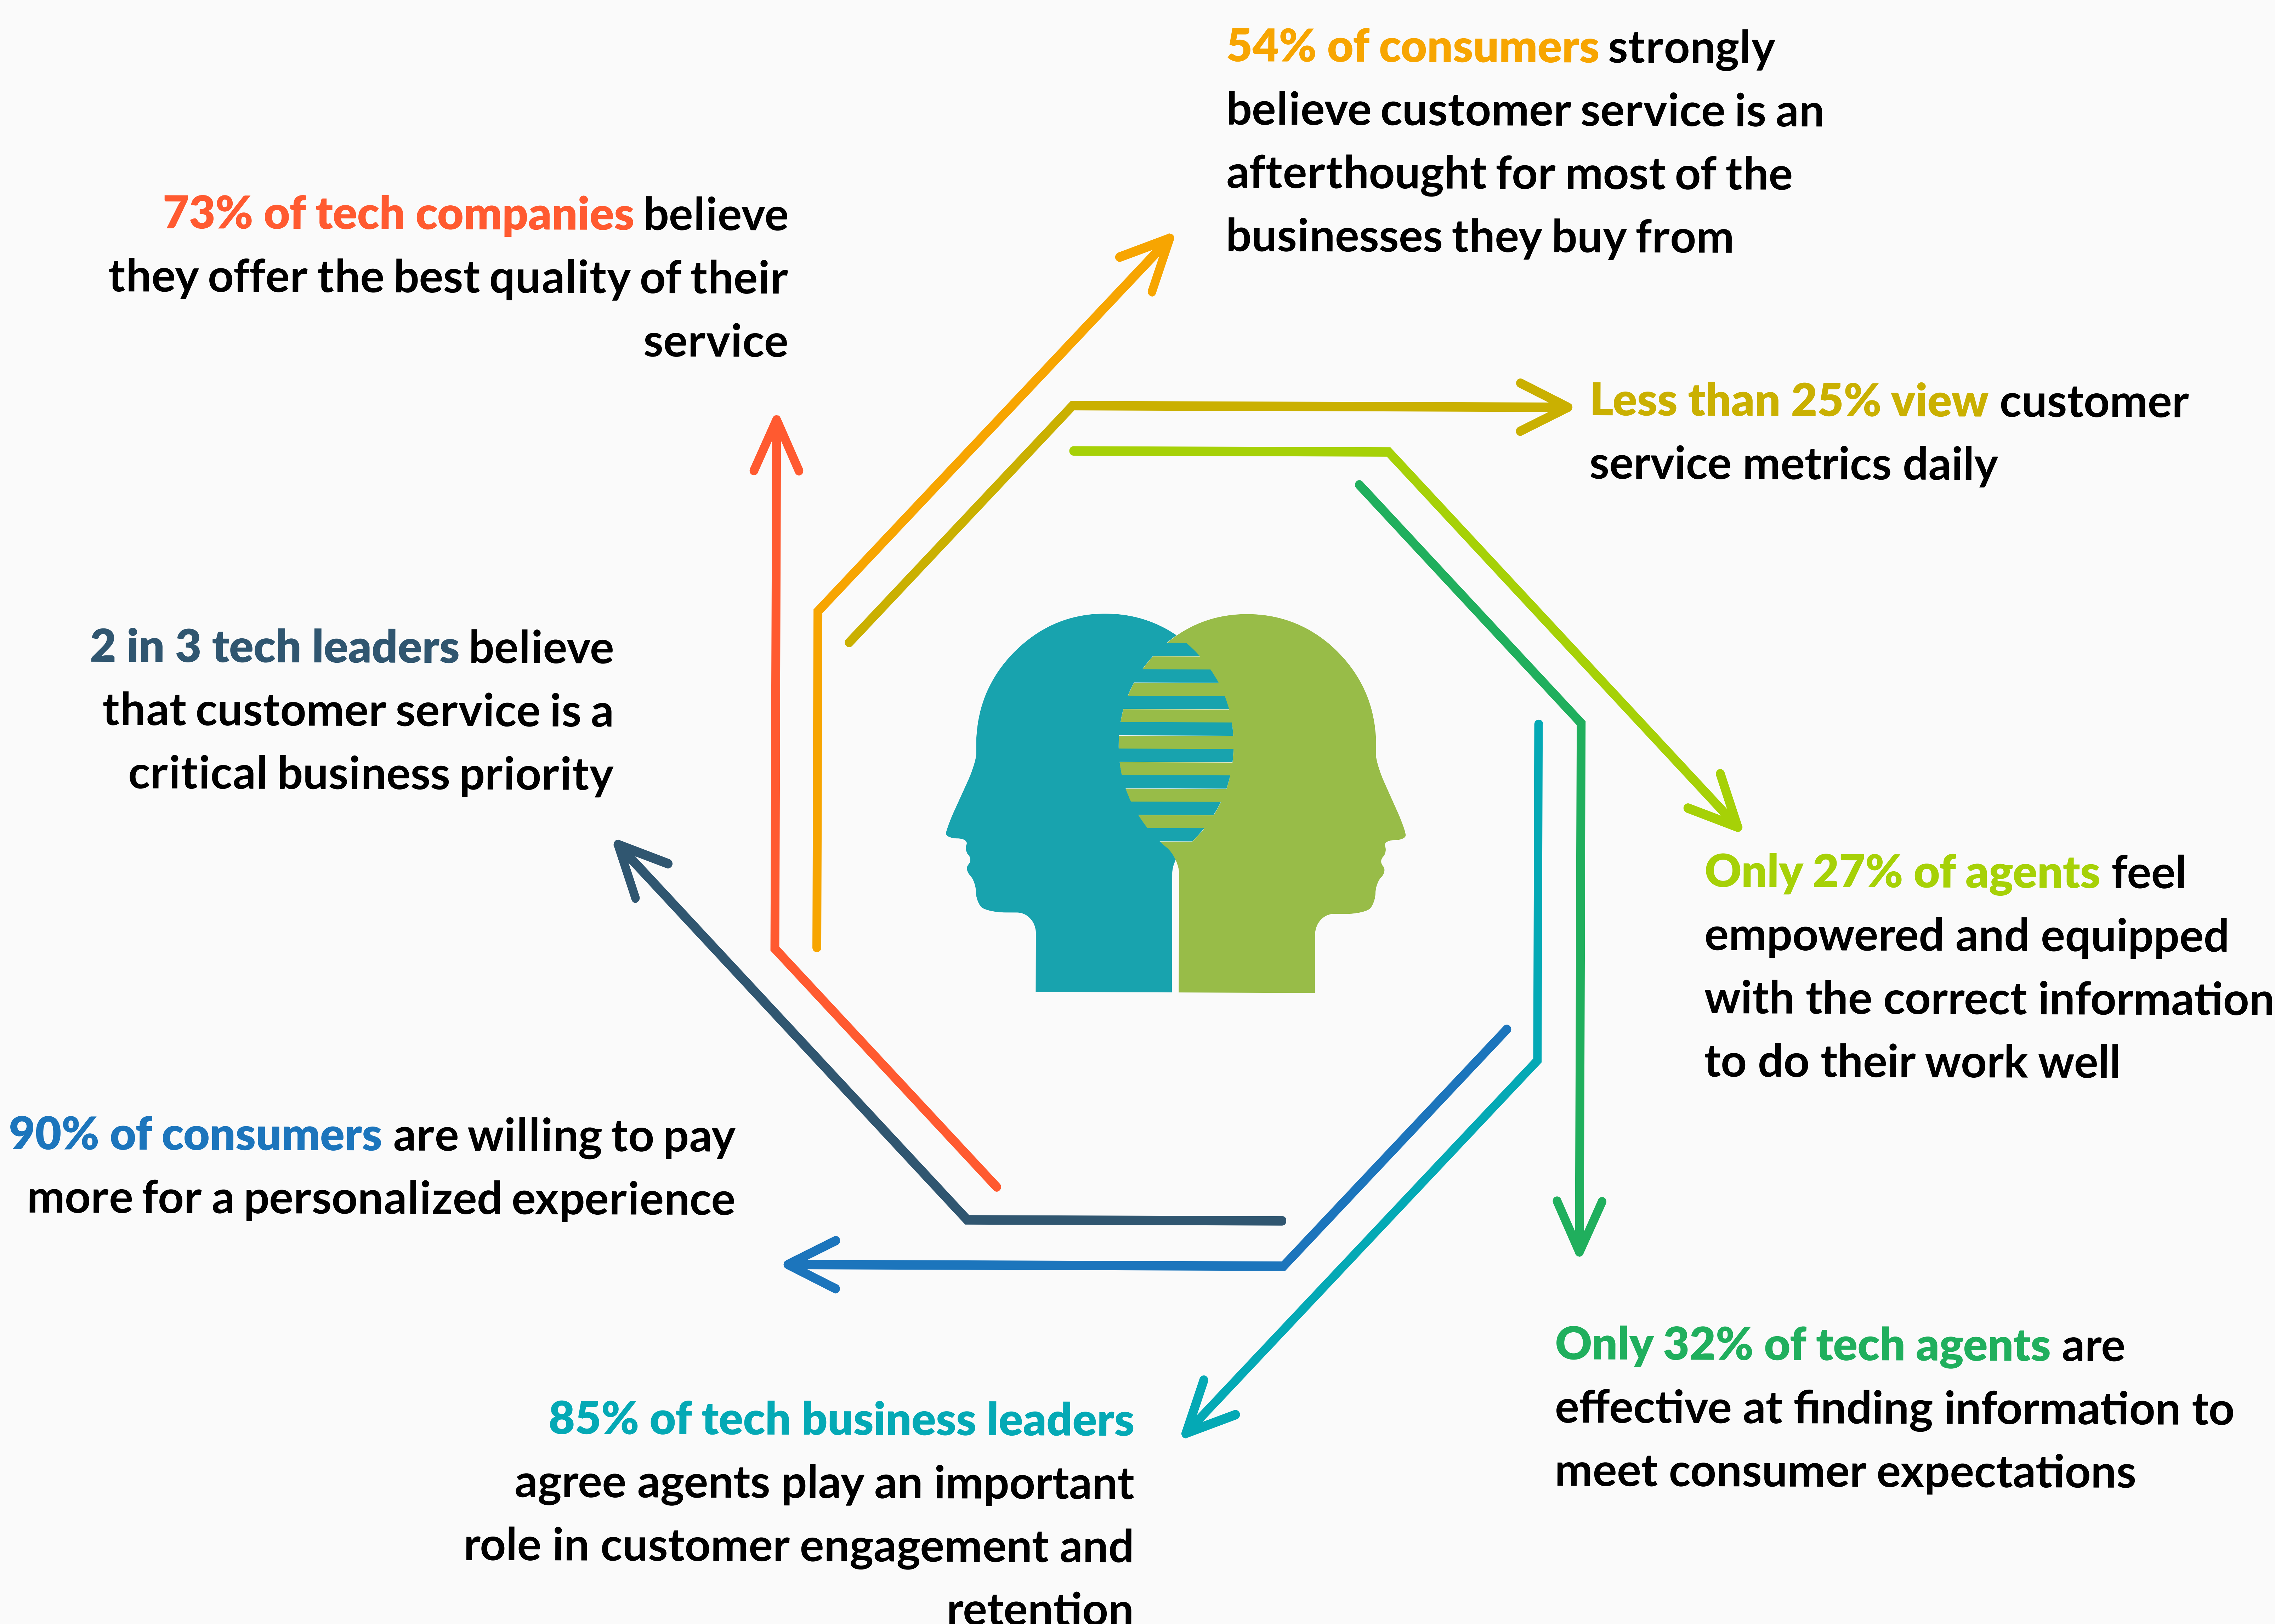 54% of consumers strongly
believe customer service is an
afterthought for most of the
businesses they buy from
73% of tech companies believe
they offer the best quality of their
service
Less than 25% view customer
service metrics daily
2 in 3 tech leaders believe
that customer service is a
critical business priority
Only 27% of agents feel
empowered and equipped
with the correct information
to do their work well
90% of consumers are willing to pay
more for a personalized experience
Only 32% of tech agents are
effective at finding information to
meet consumer expectations
85% of tech business leaders
agree agents play an important
role in customer engagement and
retention